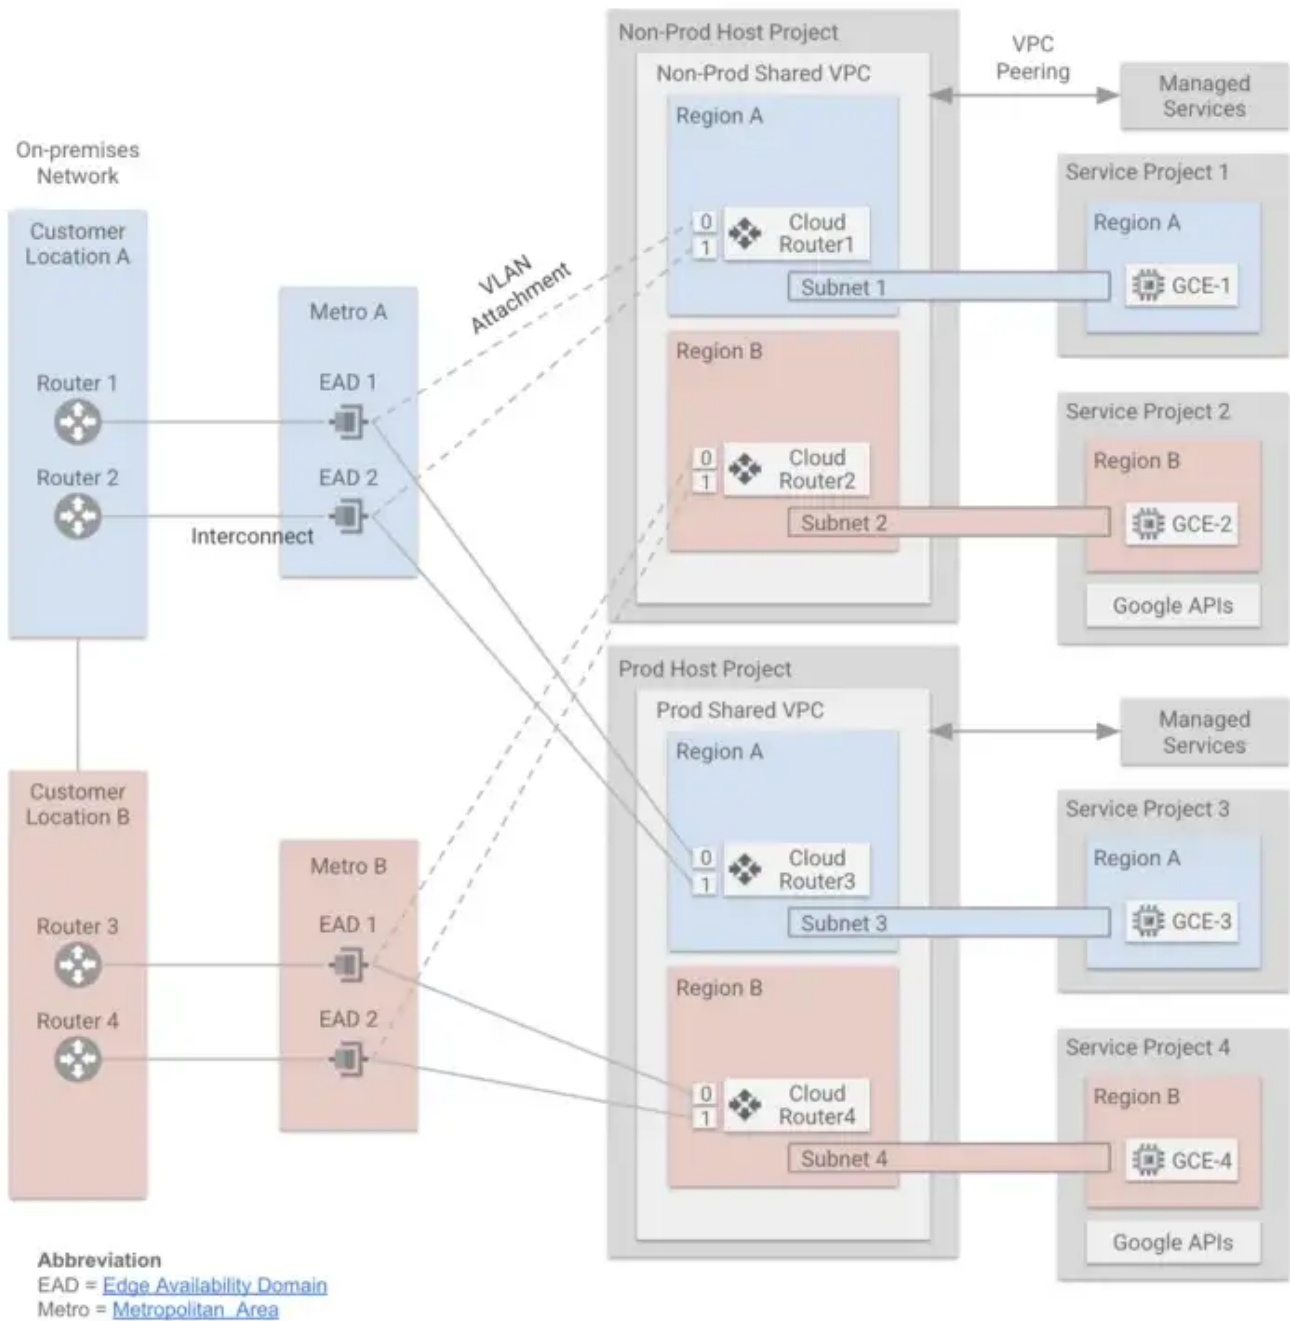 On-premises
Network
Customer
Location A
Router 1
Router 2
Interconnect
Customer
Location B
Router 3
Router 4
Metro A
EAD 1
EAD 2
Metro B
EAD 1
EAD 2
VLAN
Attachment
Non-Prod Host Project
Non-Prod Shared VPC
Region A
0
1
Cloud
Router1
Subnet 1
Region B
0
1
Cloud
Router2
Subnet 2
VPC
Peering
Managed
Services
Service Project 1
Region A
GCE-1
Service Project 2
Region B
GCE-2
Google APIs
Prod Host Project
Prod Shared VPC
Region A
0
1
Cloud
Router3
Subnet 3
Region B
0
1
Cloud
Router4
Subnet 4
Managed
Services
Service Project 3
Region A
GCE-3
Service Project 4
Region B
GCE-4
Google APIs
Abbreviation
EAD = Edge Availability Domain
Metro = Metropolitan Area